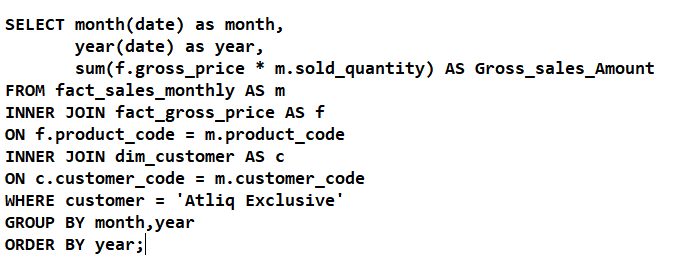 SELECT month(date) as month,
year(date) as year,
sum(f.gross_price * m.sold_quantity) AS Gross_sales_Amount
FROM fact_sales_monthly AS m
INNER JOIN fact_gross_price AS f
ON f.product_code = m.product_code
INNER JOIN dim_customer AS c
ON c.customer_code = m.customer_code
WHERE customer = 'Atliq Exclusive'
GROUP BY month,year
ORDER BY year;